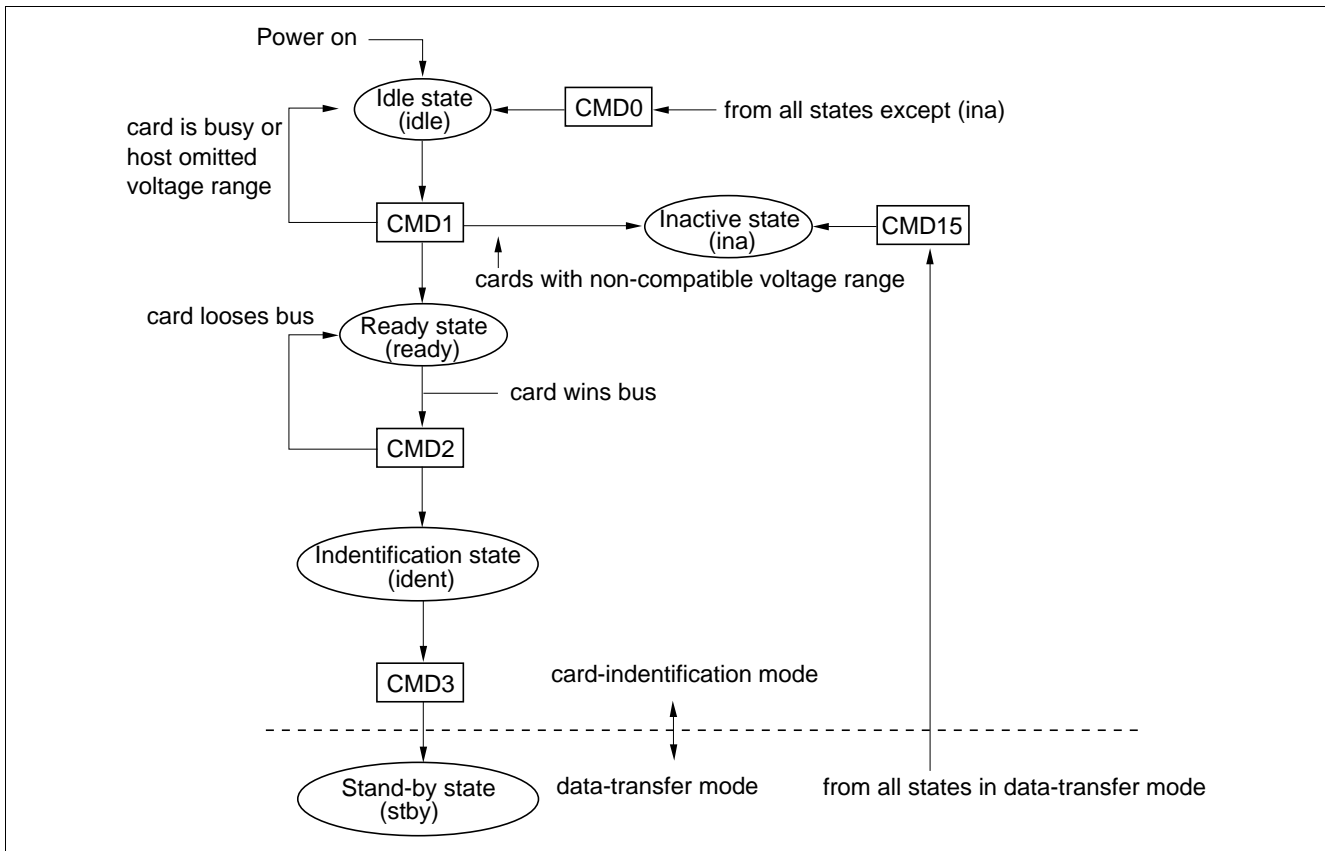 Power on
Idle state
(idle)
CMD0
from all states except (ina)
card is busy or
host omitted
voltage range
CMD1
Inactive state
(ina)
CMD15
cards with non-compatible voltage range
card looses bus
Ready state
(ready)
card wins bus
CMD2
Indentification state
(ident)
CMD3
card-indentification mode
Stand-by state
(stby)
data-transfer mode
from all states in data-transfer mode